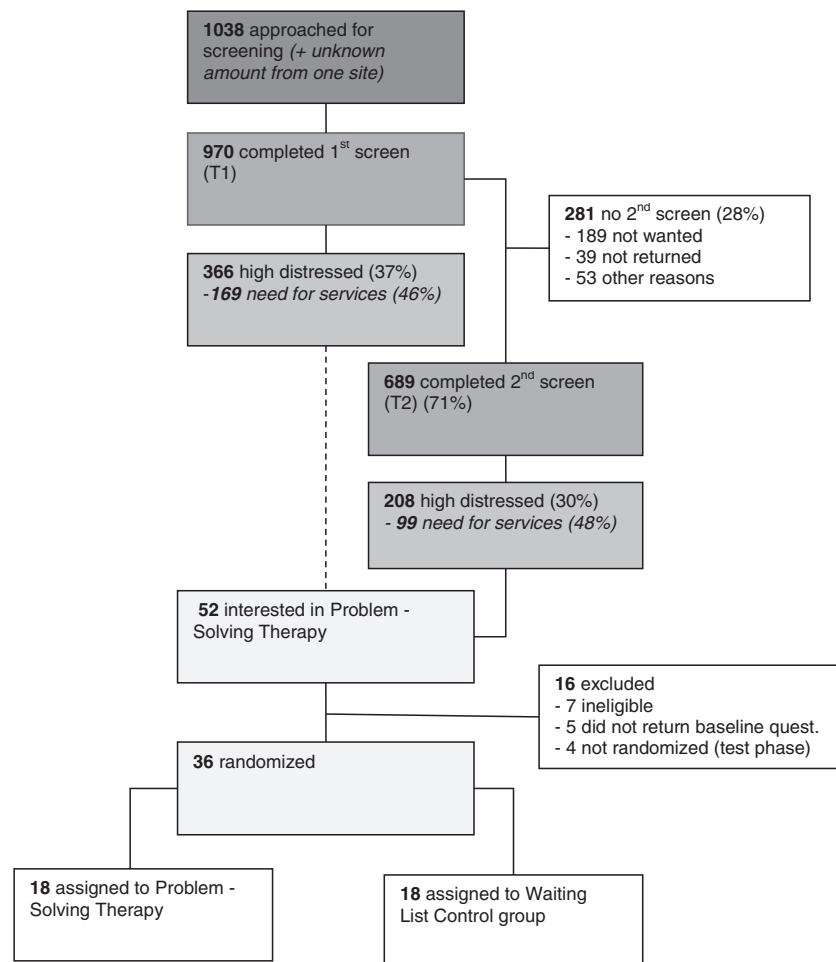 1038 approached for
screening (+ unknown
amount from one site)
970 completed 1st screen
(T1)
281 no 2nd screen (28%)
- 189 not wanted
- 39 not returned
- 53 other reasons
366 high distressed (37%)
-169 need for services (46%)
689 completed 2nd screen
(T2) (71%)
208 high distressed (30%)
- 99 need for services (48%)
52 interested in Problem -
Solving Therapy
16 excluded
- 7 ineligible
- 5 did not return baseline quest.
- 4 not randomized (test phase)
36 randomized
18 assigned to Problem -
Solving Therapy
18 assigned to Waiting
List Control group